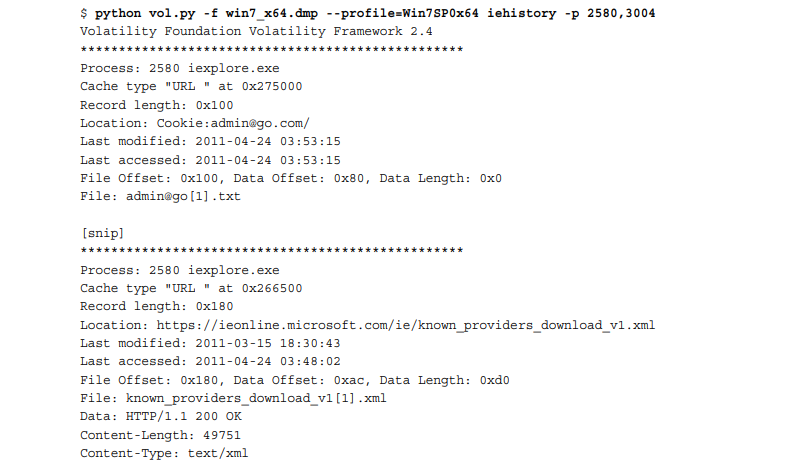 $ python vol.py -f win7_x64.dmp --profile=Win7SP0x64 iehistory -p 2580,3004
Volatility Foundation Volatility Framework 2.4
**************************************************
Process: 2580 iexplore.exe
Cache type "URL " at 0x275000
Record length: 0x100
Location: Cookie:admin@go.com/
Last modified: 2011-04-24 03:53:15
Last accessed: 2011-04-24 03:53:15
File Offset: 0x100, Data Offset: 0x80, Data Length: 0x0
File: admin@go[1].txt
[snip]
**************************************************
Process: 2580 iexplore.exe
Cache type "URL " at 0x266500
Record length: 0x180
Location: https://ieonline.microsoft.com/ie/known_providers_download_v1.xml
Last modified: 2011-03-15 18:30:43
Last accessed: 2011-04-24 03:48:02
File Offset: 0x180, Data Offset: 0xac, Data Length: 0xd0
File: known_providers_download_v1[1].xml
Data: HTTP/1.1 200 OK
Content-Length: 49751
Content-Type: text/xml